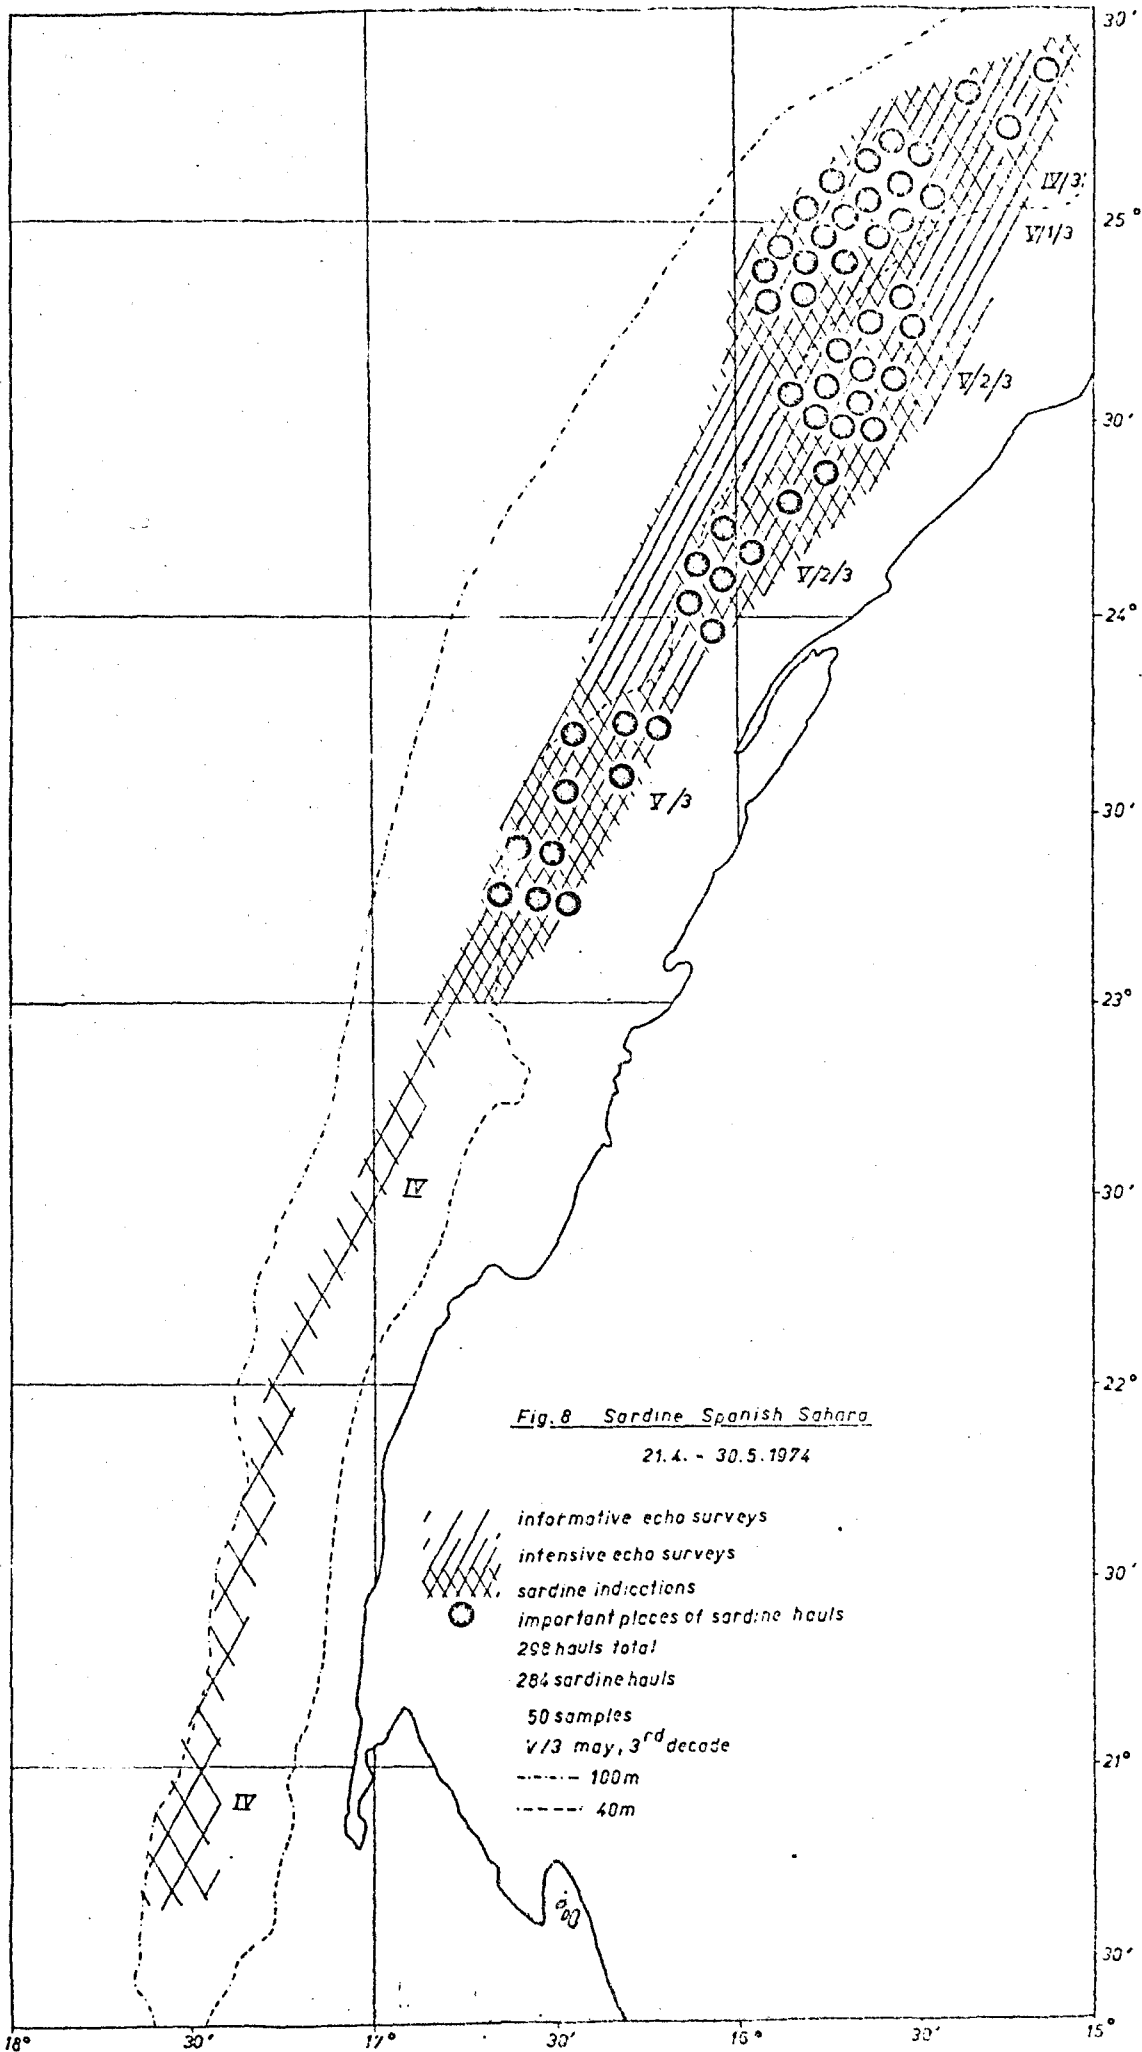 30'
IV/3
25°
V/1/3
V/2/3
30'
V/2/3
24°
V/3
30'
23°
IV
30'
22°
Fig. 8 Sardine Spanish Sahara
21.4. - 30.5.1974
informative echo surveys
intensive echo surveys
30'
sardine indications
important places of sardine hauls
298 hauls total
284 sardine hauls
50 samples
V/3 may, 3rd decade
21°
100m
IV
40m
30'
18° 30' 17° 30' 16° 30' 15°